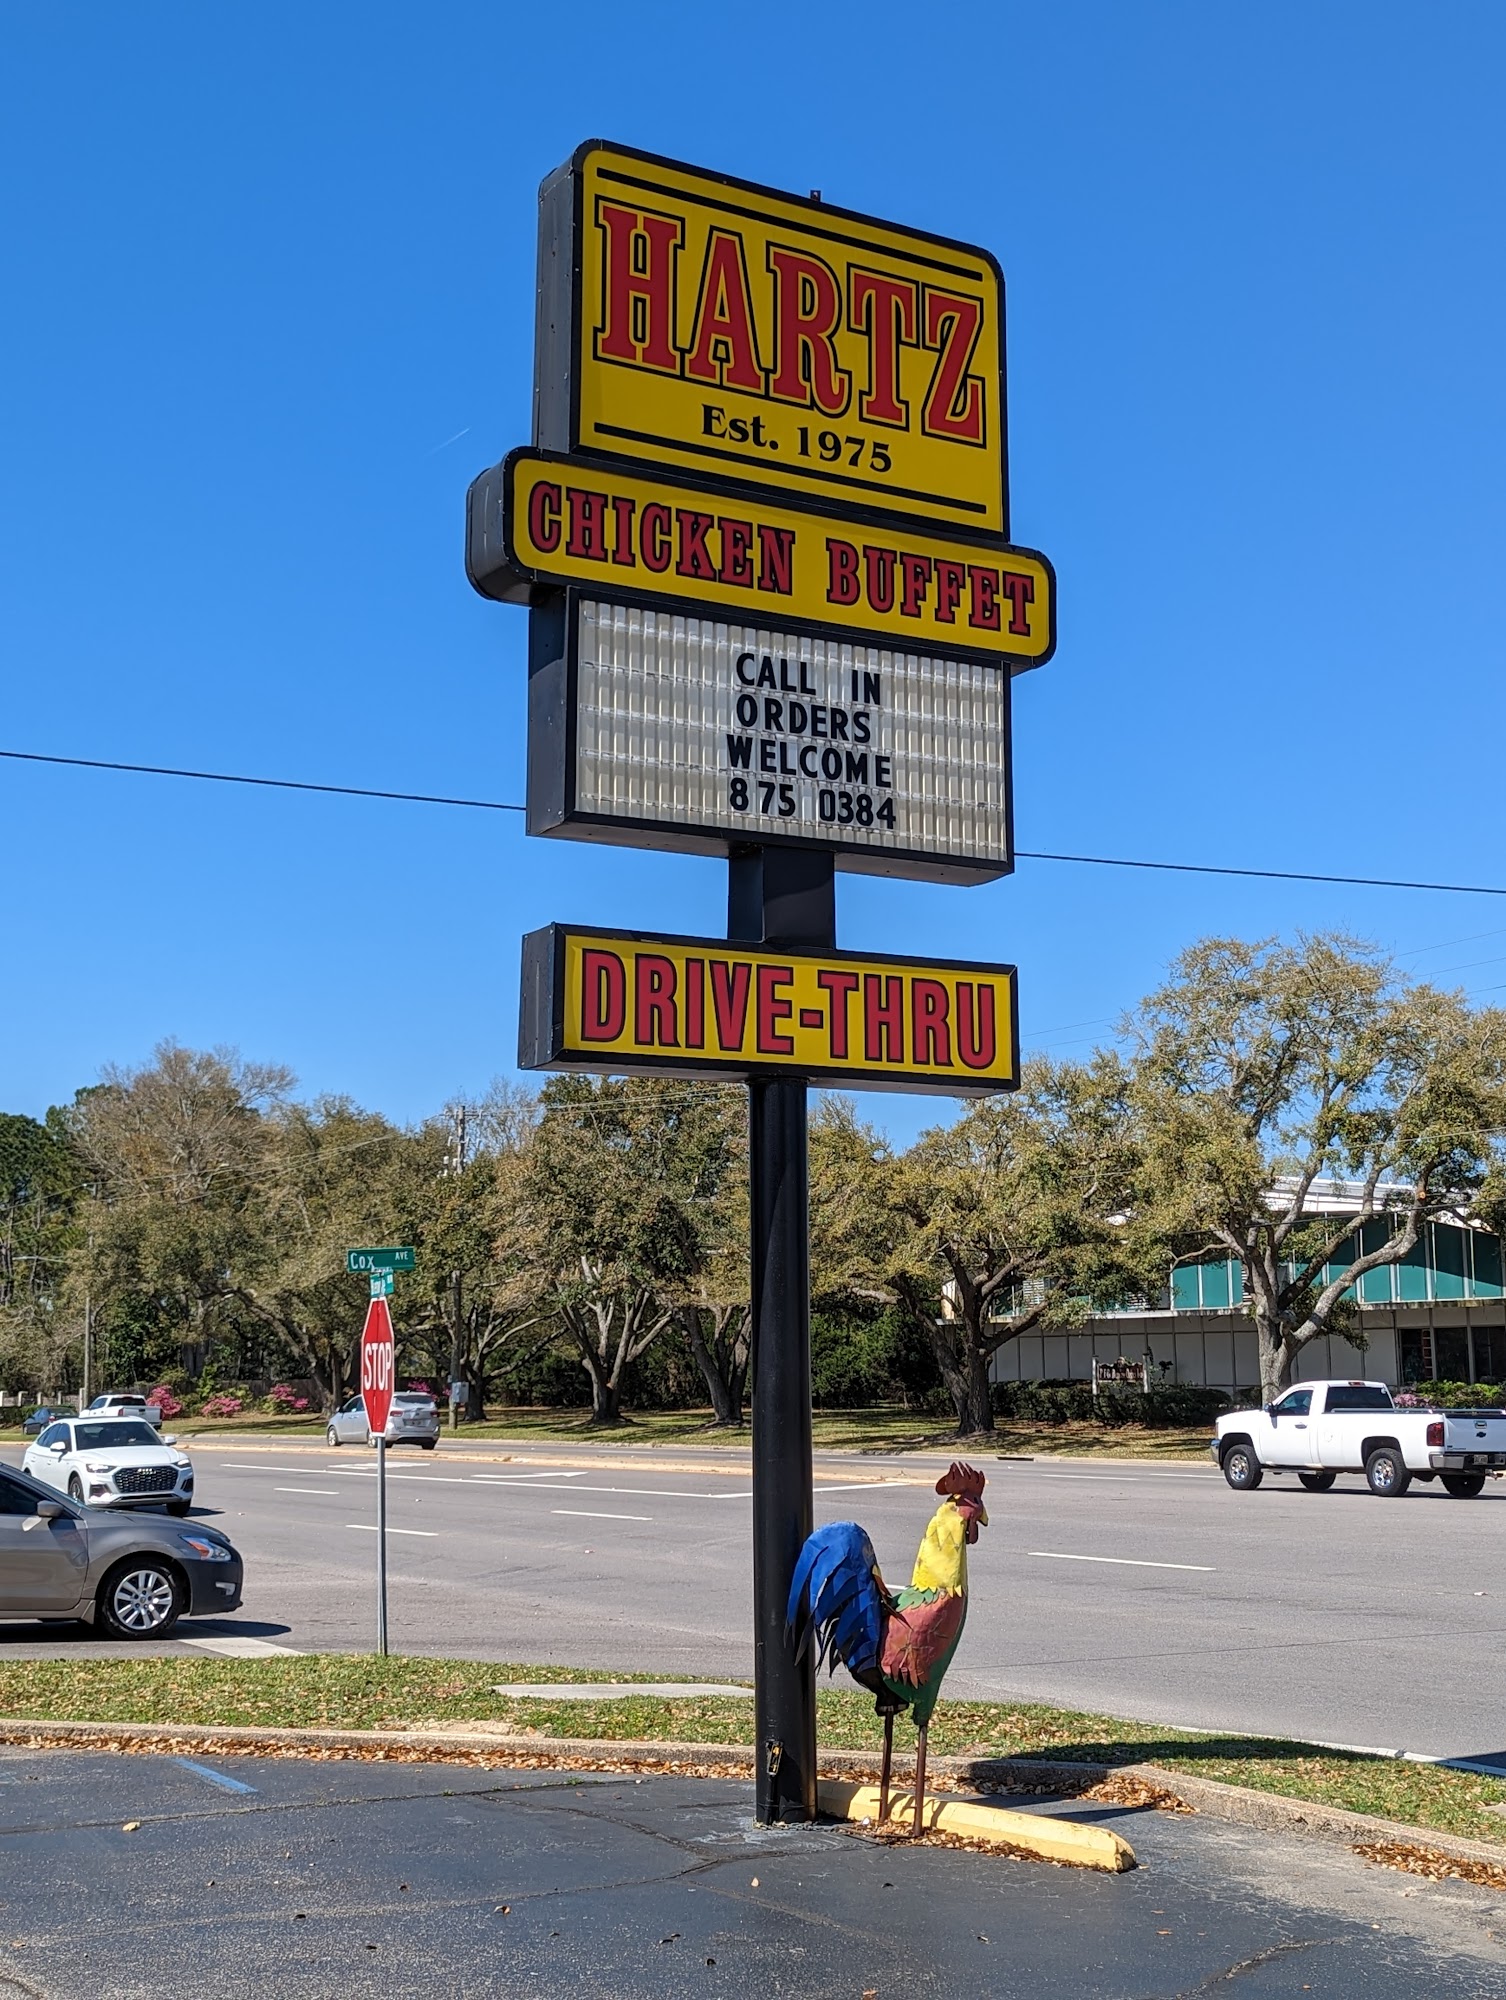 HARTZ
Est. 1975
CHICKEN BUFFET
CALL IN
ORDERS
WELCOME
875 0384
DRIVE-THRU
Cox AVE
STOP